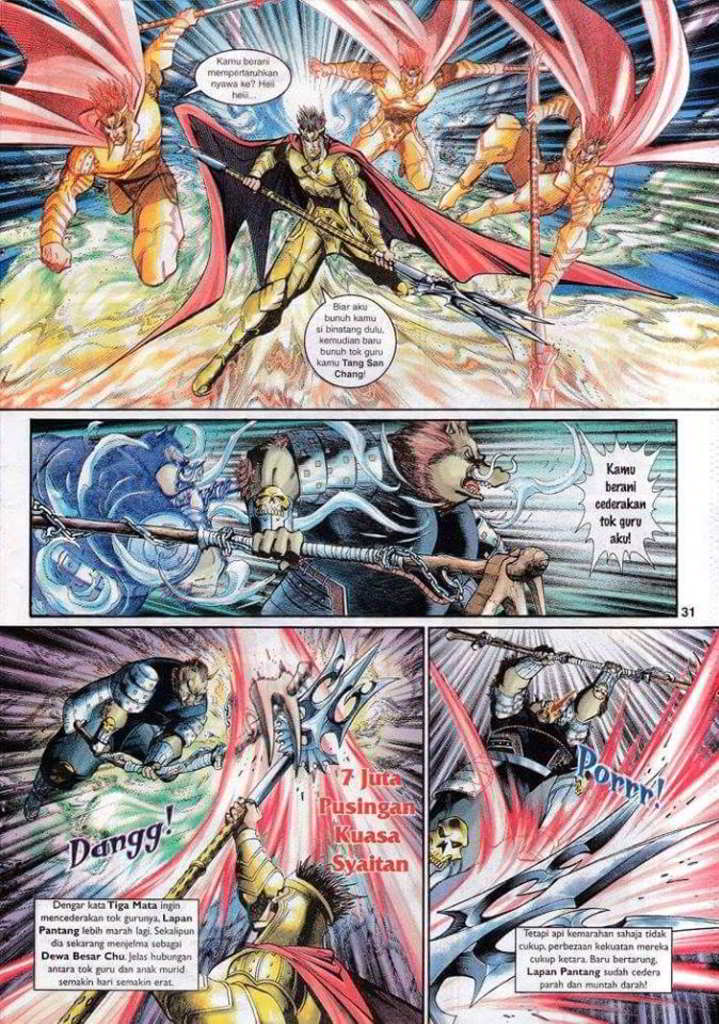 Kamu berani
mempertaruhkan
nyawa ke? Heii
heiii...
Biar aku
bunuh kamu
si binatang dulu,
kemudian baru
bunuh tok guru
kamu Tang San
Chang!
Kamu
berani
cederakan
tok guru
aku!
31
7 Juta
Pusingan
Kuasa
Syaitan
Dangg!
Dengar kata Tiga Mata ingin
mencederakan tok gurunya, Lapan
Pantang lebih marah lagi. Sekalipun
dia sekarang menjelma sebagai
Dewa Besar Chu. Jelas hubungan
antara tok guru dan anak murid
semakin hari semakin erat.
Porrr!
Tetapi api kemarahan sahaja tidak
cukup, perbezaan kekuatan mereka
cukup ketara. Baru bertarung,
Lapan Pantang sudah cedera
parah dan muntah darah!